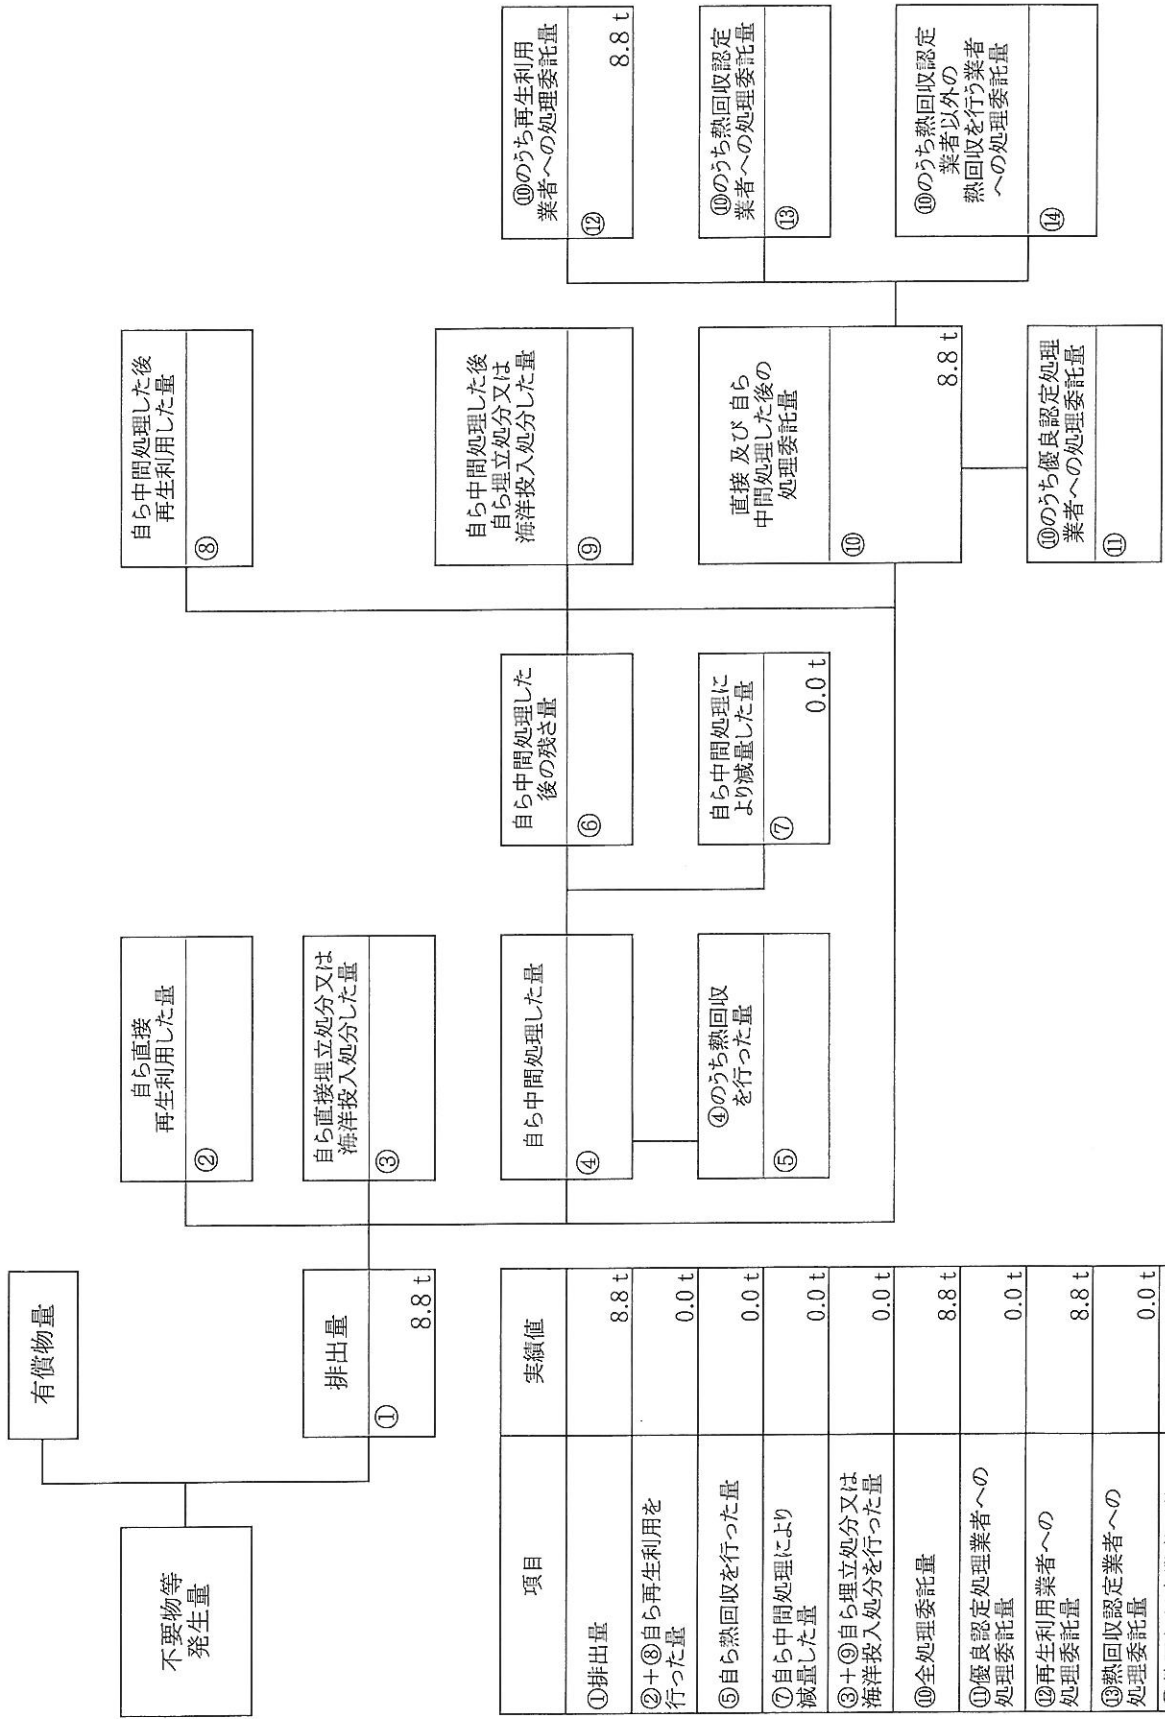 不要物等
発生量
有償物量
排出量
①
8.8 t
自ら直接
再生利用した量
②
自ら直接埋立処分又は
海洋投入処分した量
③
自ら中間処理した量
④
④のうち熱回収
を行った量
⑤
自ら中間処理した
後の残さ量
⑥
自ら中間処理に
より減量した量
⑦
0.0 t
自ら中間処理した後
再生利用した量
⑧
自ら中間処理した後
自ら埋立処分又は
海洋投入処分した量
⑨
直接 及び 自ら
中間処理した後の
処理委託量
⑩
8.8 t
⑩のうち優良認定処理
業者への処理委託量
⑪
⑩のうち再生利用
業者への処理委託量
⑫
8.8 t
⑩のうち熱回収認定
業者への処理委託量
⑬
⑩のうち熱回収認定
業者以外の
熱回収を行う業者
への処理委託量
⑭
項目 実績値
①排出量 8.8 t
②+⑧自ら再生利用を
行った量 0.0 t
⑤自ら熱回収を行った量 0.0 t
⑦自ら中間処理により
減量した量 0.0 t
③+⑨自ら埋立処分又は
海洋投入処分を行った量 0.0 t
⑩全処理委託量 8.8 t
⑪優良認定処理業者への
処理委託量 0.0 t
⑫再生利用業者への
処理委託量 8.8 t
⑬熱回収認定業者への
処理委託量 0.0 t